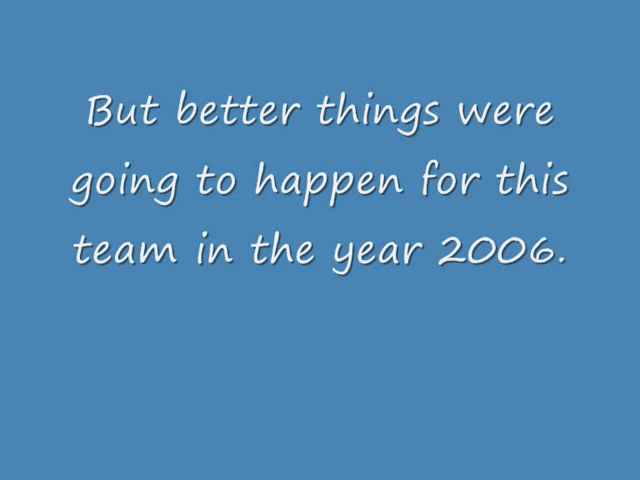 But better things were
going to happen for this
team in the year 2006.